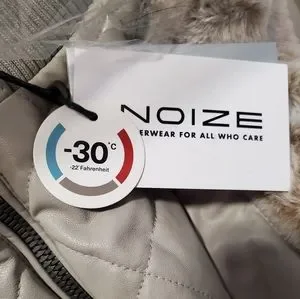 NOIZE
ERWEAR FOR ALL WHO CARE
-30°C
-22° Fahrenheit